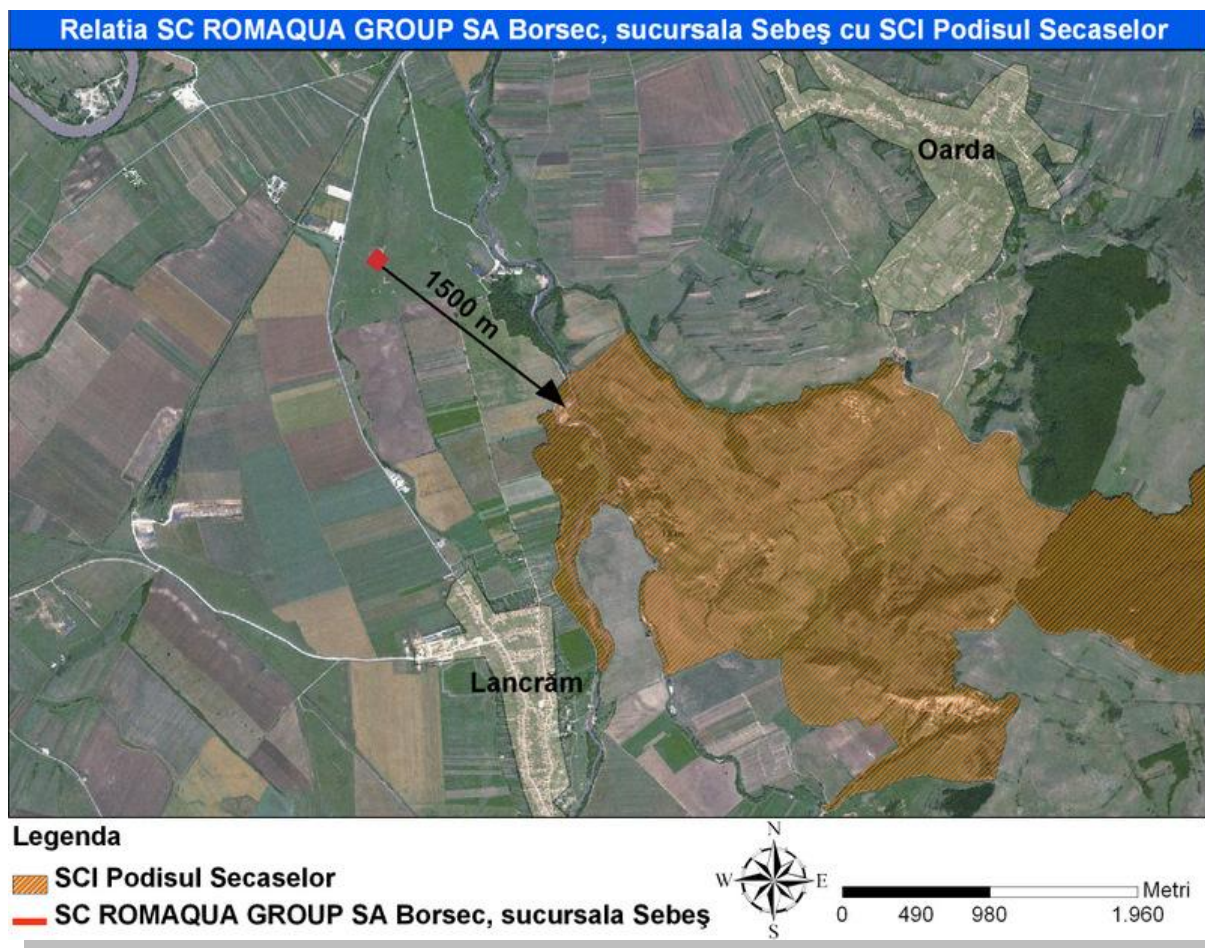 Relatia SC ROMAQUA GROUP SA Borsec, sucursala Sebeş cu SCI Podisul Secaselor
Oarda
1500 m
Lancrăm
Legenda
SCI Podisul Secaselor
SC ROMAQUA GROUP SA Borsec, sucursala Sebeş
N
W E
S
Metri
0 490 980 1.960